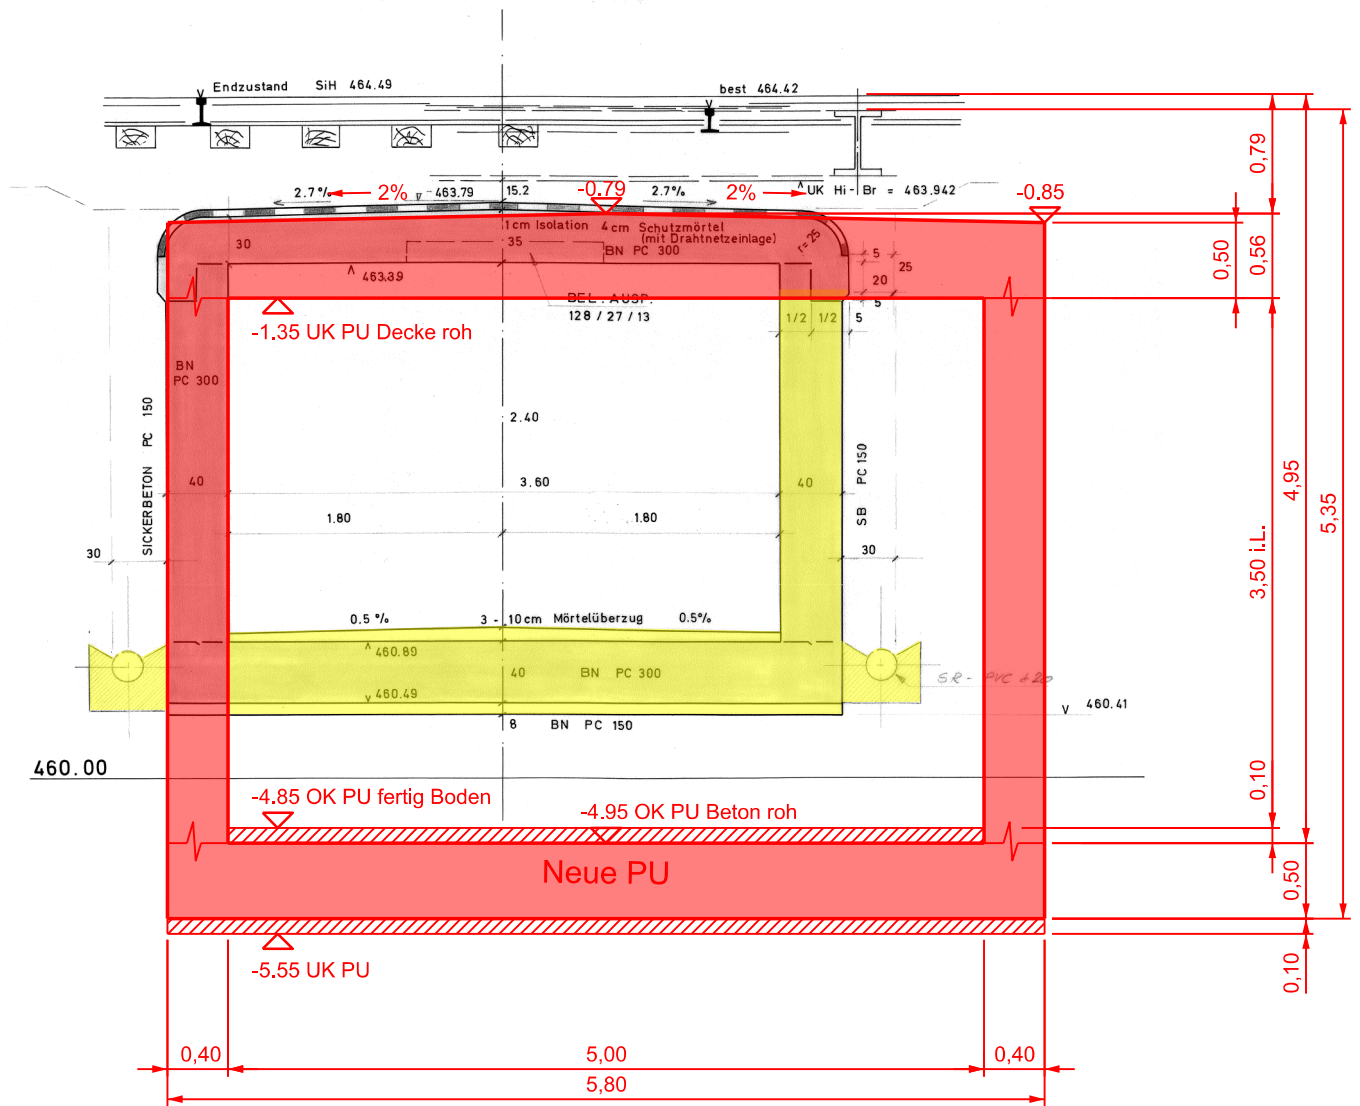 Endzustand SiH 464.49
best 464.42
2.7%
2%
463.79
15.2
-0.79
2.7%
2%
UK Hi-Br = 463.942
-0.85
1cm Isolation 4cm Schutzmörtel
(mit Drahtnetzeinlage)
30
35
BN PC 300
r= 25
5
25
20
5
463.39
BEL. AUSP.
128 / 27 / 13
1/2
1/2
5
-1.35 UK PU Decke roh
BN
PC 300
SICKERBETON PC 150
2.40
SB PC 150
40
3.60
40
1.80
1.80
30
30
0.5 %
3 - 10cm Mörtelüberzug
0.5%
460.89
40
BN PC 300
460.49
8
BN PC 150
460.41
460.00
-4.85 OK PU fertig Boden
-4.95 OK PU Beton roh
Neue PU
-5.55 UK PU
0,40
5,00
0,40
5,80
0,79
0,50
0,56
4,95
5,35
3,50 i.L.
0,10
0,50
0,10